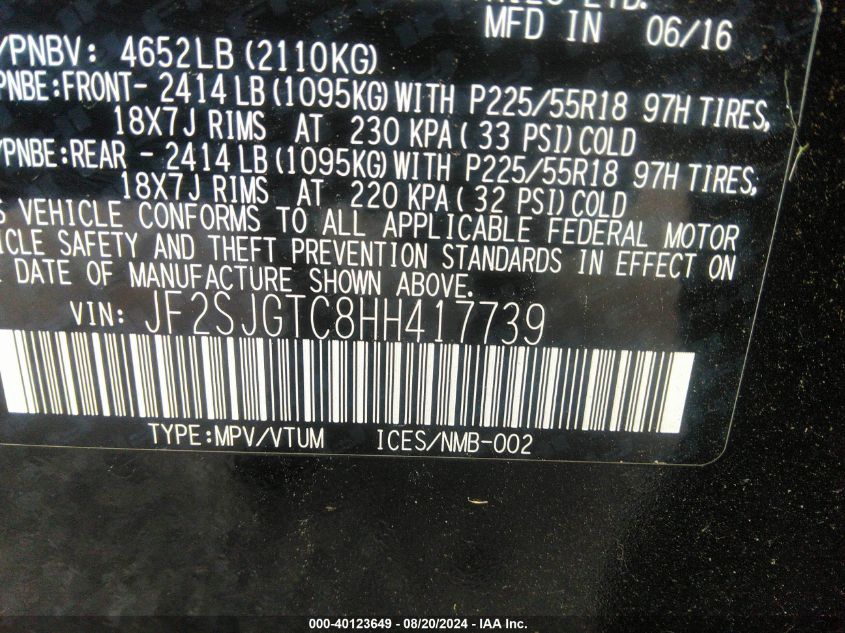 LTD.
MFD IN 06/16
/PNBV: 4652LB (2110KG)
PNBE:FRONT- 2414 LB (1095KG) WITH P225/55R18 97H TIRES,
18X7J RIMS AT 230 KPA ( 33 PSI) COLD
/PNBE:REAR - 2414 LB (1095KG) WITH P225/55R18 97H TIRES,
18X7J RIMS AT 220 KPA ( 32 PSI) COLD
S VEHICLE CONFORMS TO ALL APPLICABLE FEDERAL MOTOR
ICLE SAFETY AND THEFT PREVENTION STANDARDS IN EFFECT ON
E DATE OF MANUFACTURE SHOWN ABOVE.
VIN: JF2SJGTC8HH417739
TYPE:MPV/VTUM ICES/NMB-002
000-40123649 - 08/20/2024 - IAA Inc.